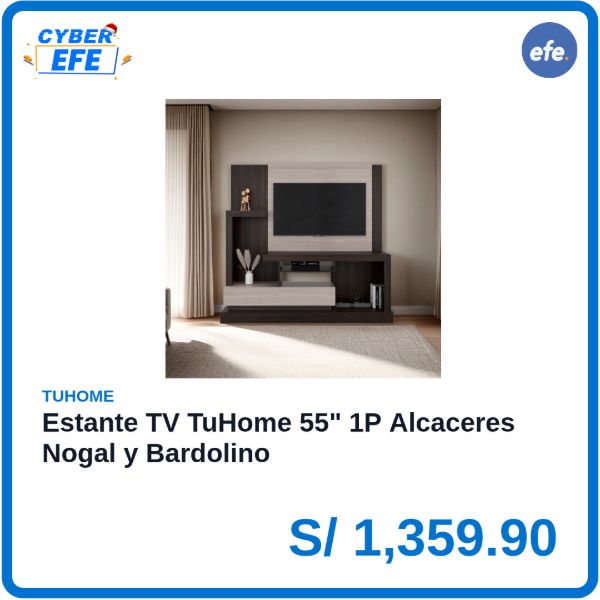 CYBER
EFE
efe.
TUHOME
Estante TV TuHome 55" 1P Alcaceres
Nogal y Bardolino
S/ 1,359.90